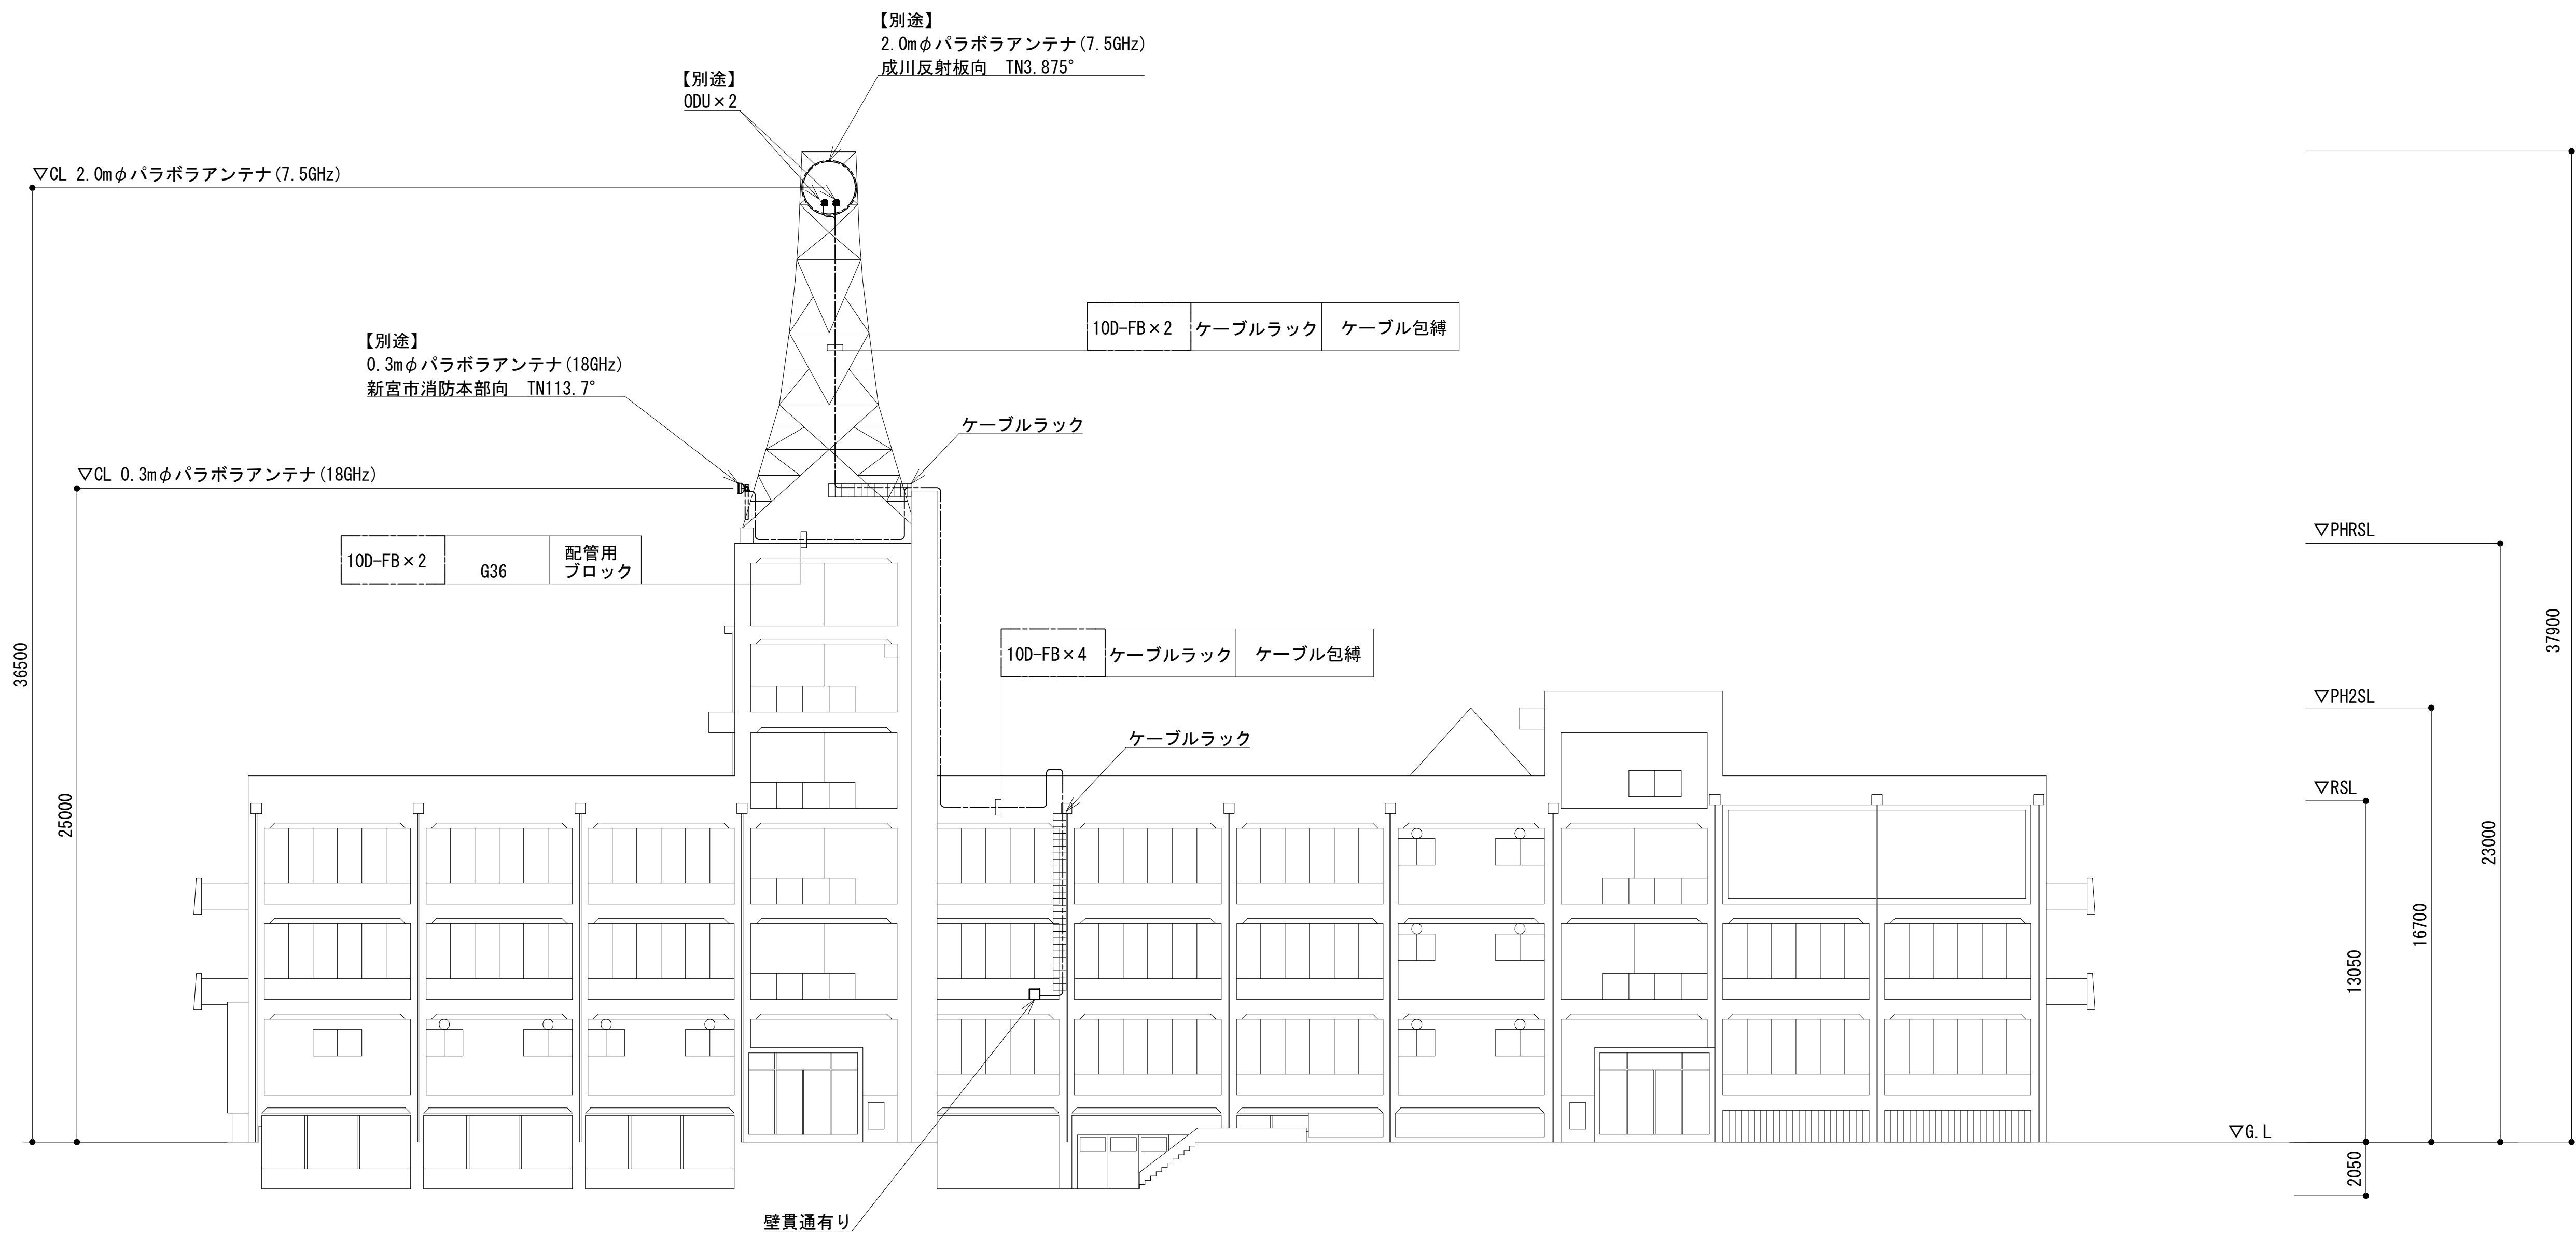 【別途】
2.0mφパラボラアンテナ(7.5GHz)
成川反射板向　TN3.875°
【別途】
ODU×2
▽CL 2.0mφパラボラアンテナ(7.5GHz)
10D-FB×2 ケーブルラック ケーブル包縛
【別途】
0.3mφパラボラアンテナ(18GHz)
新宮市消防本部向　TN113.7°
ケーブルラック
▽CL 0.3mφパラボラアンテナ(18GHz)
▽PHRSL
10D-FB×2 G36 配管用
ブロック
10D-FB×4 ケーブルラック ケーブル包縛
36500
37900
▽PH2SL
ケーブルラック
▽RSL
25000
23000
16700
13050
▽G.L
2050
壁貫通有り